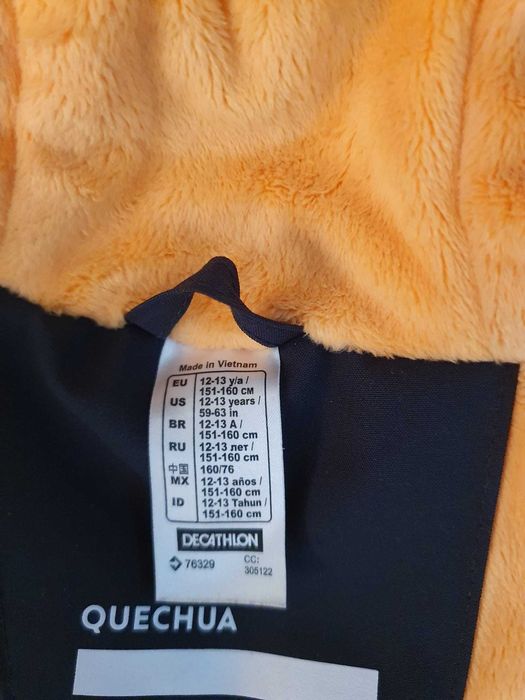 Made in Vietnam
EU 12-13 y/a /
151-160 CM
US 12-13 years /
59-63 in
BR 12-13 A /
151-160 cm
RU 12-13 лет /
151-160 cm
中国 160/76
MX 12-13 años /
151-160 cm
ID 12-13 Tahun /
151-160 cm
DECATHLON
76329 CC:
305122
QUECHUA